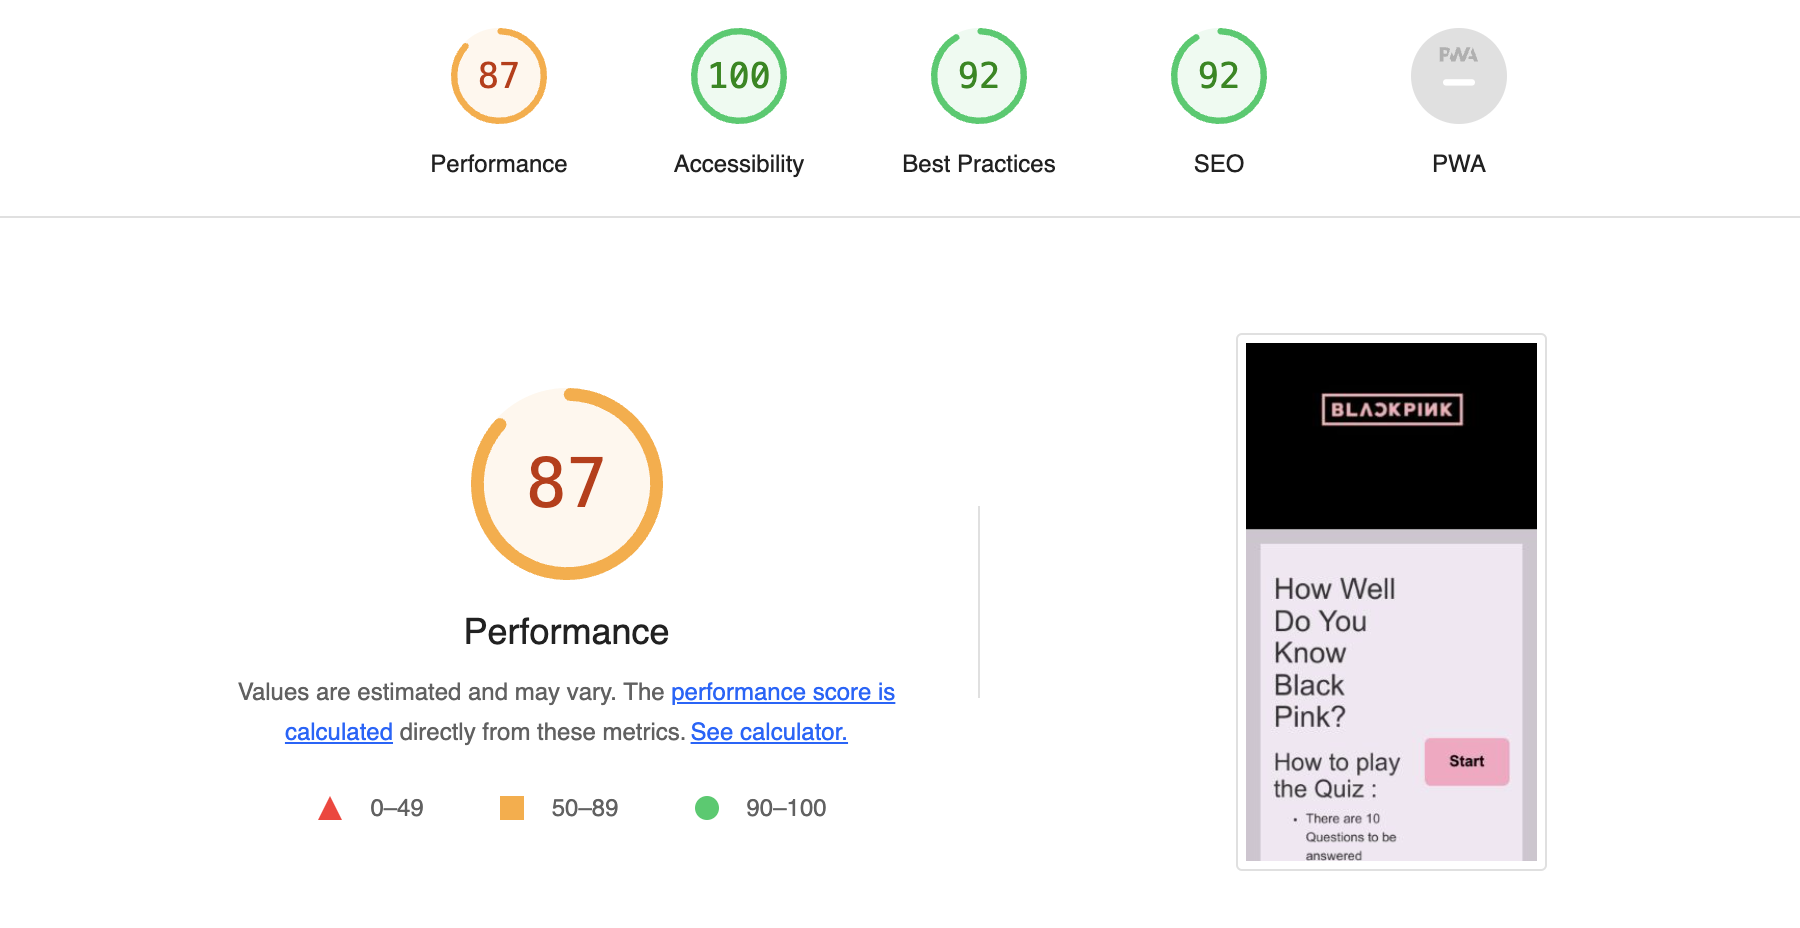 87
100
92
92
PWA
Performance
Accessibility
Best Practices
SEO
PWA
87
Performance
Values are estimated and may vary. The performance score is
calculated directly from these metrics. See calculator.
0–49
50–89
90–100
BLACKPINK
How Well
Do You
Know
Black
Pink?
How to play
the Quiz :
Start
• There are 10
Questions to be
answered